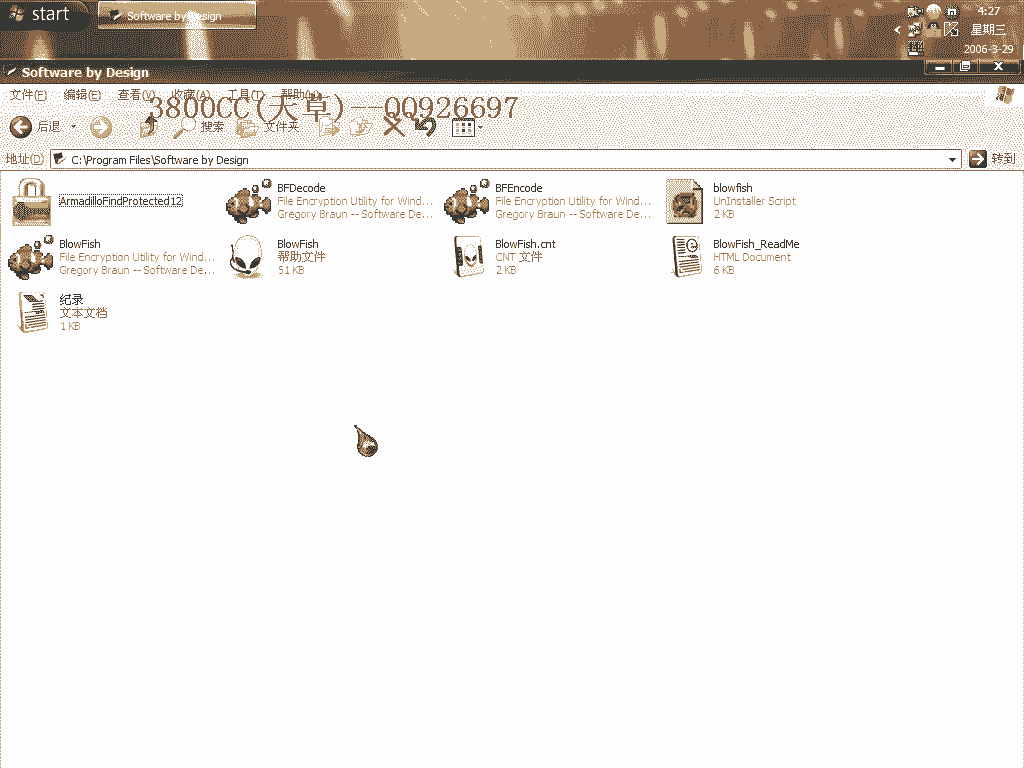 start
Software by Design
4:27
星期三
2006-3-29
Software by Design
文件(F) 编辑(E) 查看(V) 收藏(A) 工具(T) 帮助(H)
3800CC(天草)--QQ926697
后退 搜索 文件夹
地址(D) C:\Program Files\Software by Design 转到
ArmadilloFindProtected12
BFDecode
File Encryption Utility for Wind...
Gregory Braun -- Software De...
BFEncode
File Encryption Utility for Wind...
Gregory Braun -- Software De...
blowfish
UnInstaller Script
2 KB
BlowFish
File Encryption Utility for Wind...
Gregory Braun -- Software De...
BlowFish
帮助文件
51 KB
BlowFish.cnt
CNT 文件
2 KB
BlowFish_ReadMe
HTML Document
6 KB
纪录
文本文档
1 KB